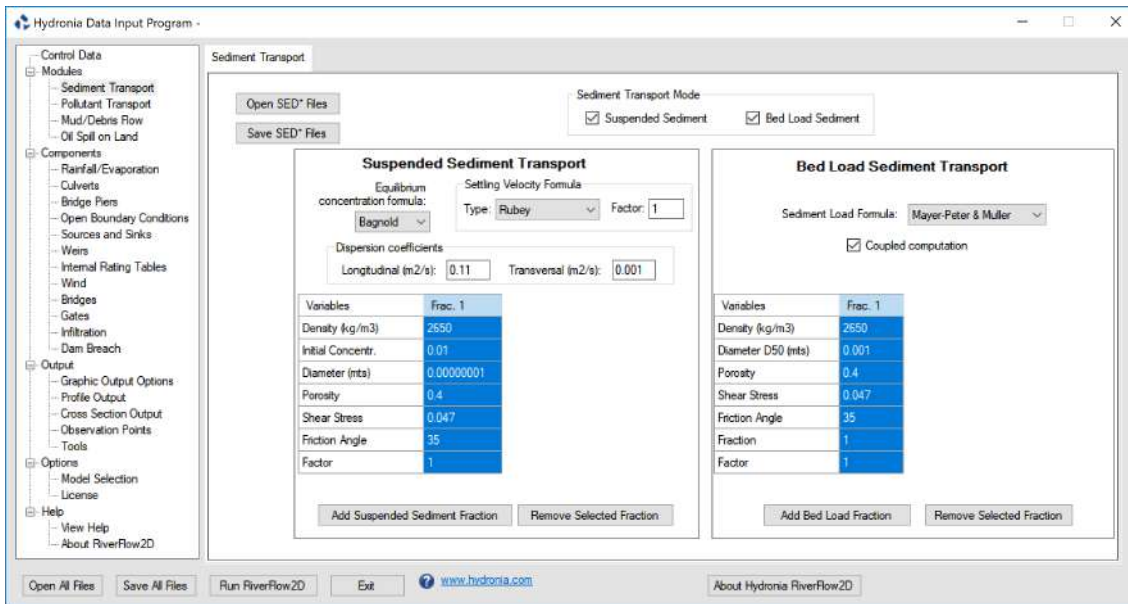 Hydronia Data Input Program -
Control Data
Modules
Sediment Transport
Pollutant Transport
Mud/Debris Flow
Oil Spill on Land
Components
Rainfall/Evaporation
Culverts
Bridge Piers
Open Boundary Conditions
Sources and Sinks
Weirs
Internal Rating Tables
Wind
Bridges
Gates
Infiltration
Dam Breach
Output
Graphic Output Options
Profile Output
Cross Section Output
Observation Points
Tools
Options
Model Selection
License
Help
View Help
About RiverFlow2D
Sediment Transport
Open SED* Files
Save SED* Files
Sediment Transport Mode
Suspended Sediment Bed Load Sediment
Suspended Sediment Transport
Equilibrium
concentration formula:
Bagnold
Settling Velocity Formula
Type: Rubey Factor: 1
Dispersion coefficients
Longitudinal (m2/s): 0.11 Transversal (m2/s): 0.001
Variables Frac. 1
Density (kg/m3) 2650
Initial Concentr. 0.01
Diameter (mts) 0.00000001
Porosity 0.4
Shear Stress 0.047
Friction Angle 35
Factor 1
Add Suspended Sediment Fraction Remove Selected Fraction
Bed Load Sediment Transport
Sediment Load Formula: Mayer-Peter & Muller
Coupled computation
Variables Frac. 1
Density (kg/m3) 2650
Diameter D50 (mts) 0.001
Porosity 0.4
Shear Stress 0.047
Friction Angle 35
Fraction 1
Factor 1
Add Bed Load Fraction Remove Selected Fraction
Open All Files Save All Files Run RiverFlow2D Exit ? www.hydronia.com About Hydronia RiverFlow2D